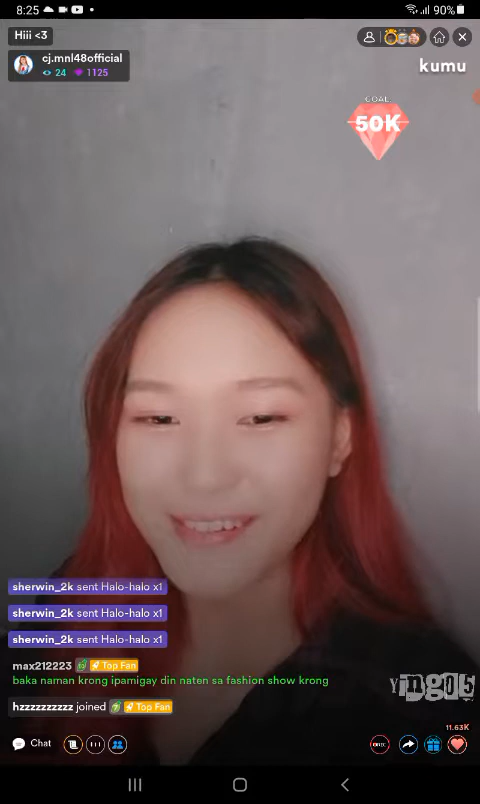 8:25
90%
Hiii <3
cj.mnl48official
24 1125
kumu
GOAL
50K
sherwin_2k sent Halo-halo x1
sherwin_2k sent Halo-halo x1
sherwin_2k sent Halo-halo x1
max212223 Top Fan
baka naman krong ipamigay din naten sa fashion show krong
Yingo5
hzzzzzzzzzz joined Top Fan
11.63K
Chat